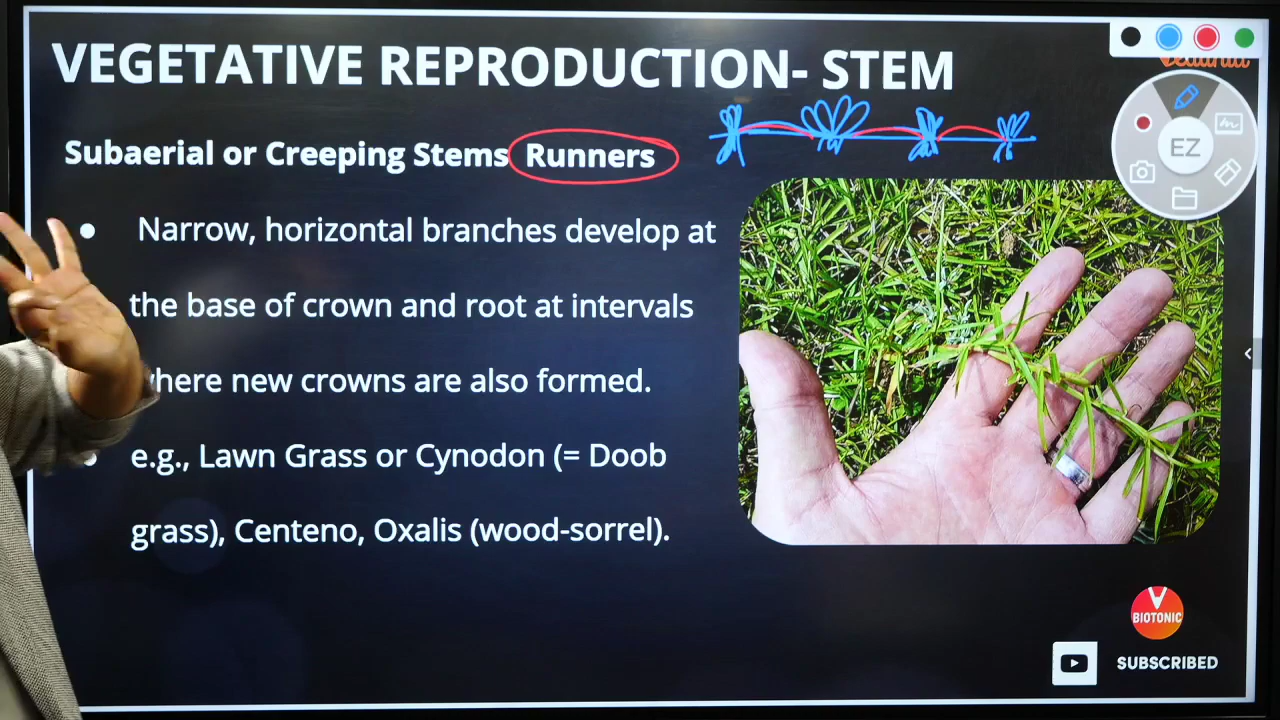 VEGETATIVE REPRODUCTION- STEM
Subaerial or Creeping Stems Runners
Narrow, horizontal branches develop at
the base of crown and root at intervals
where new crowns are also formed.
e.g., Lawn Grass or Cynodon (= Doob
grass), Centeno, Oxalis (wood-sorrel).
EZ
BIOTONIC
SUBSCRIBED